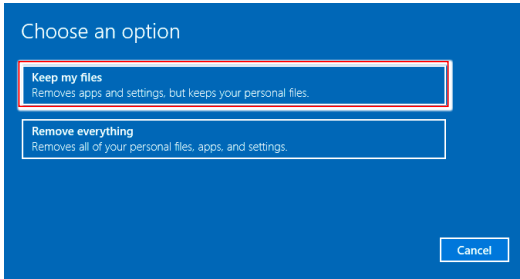 Choose an option
Keep my files
Removes apps and settings, but keeps your personal files.
Remove everything
Removes all of your personal files, apps, and settings.
Cancel